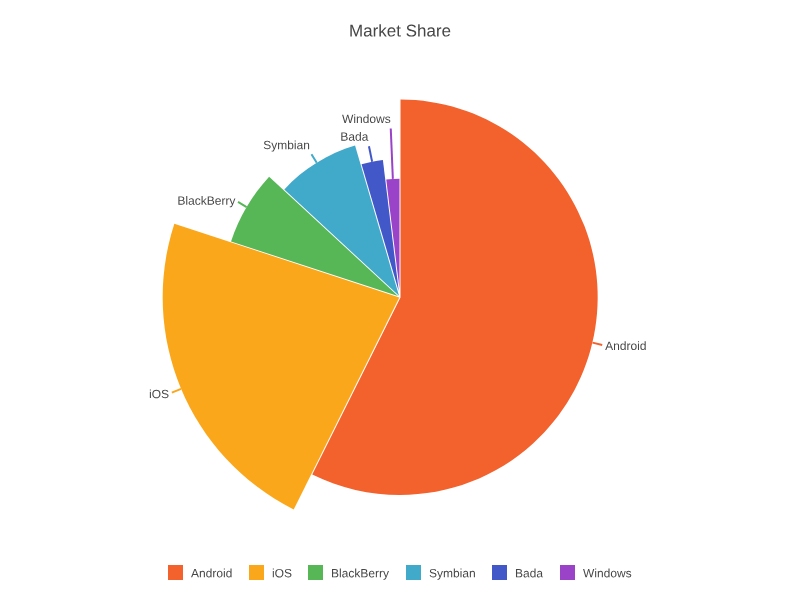 Market Share
Windows
Bada
Symbian
BlackBerry
Android
iOS
Android iOS BlackBerry Symbian Bada Windows